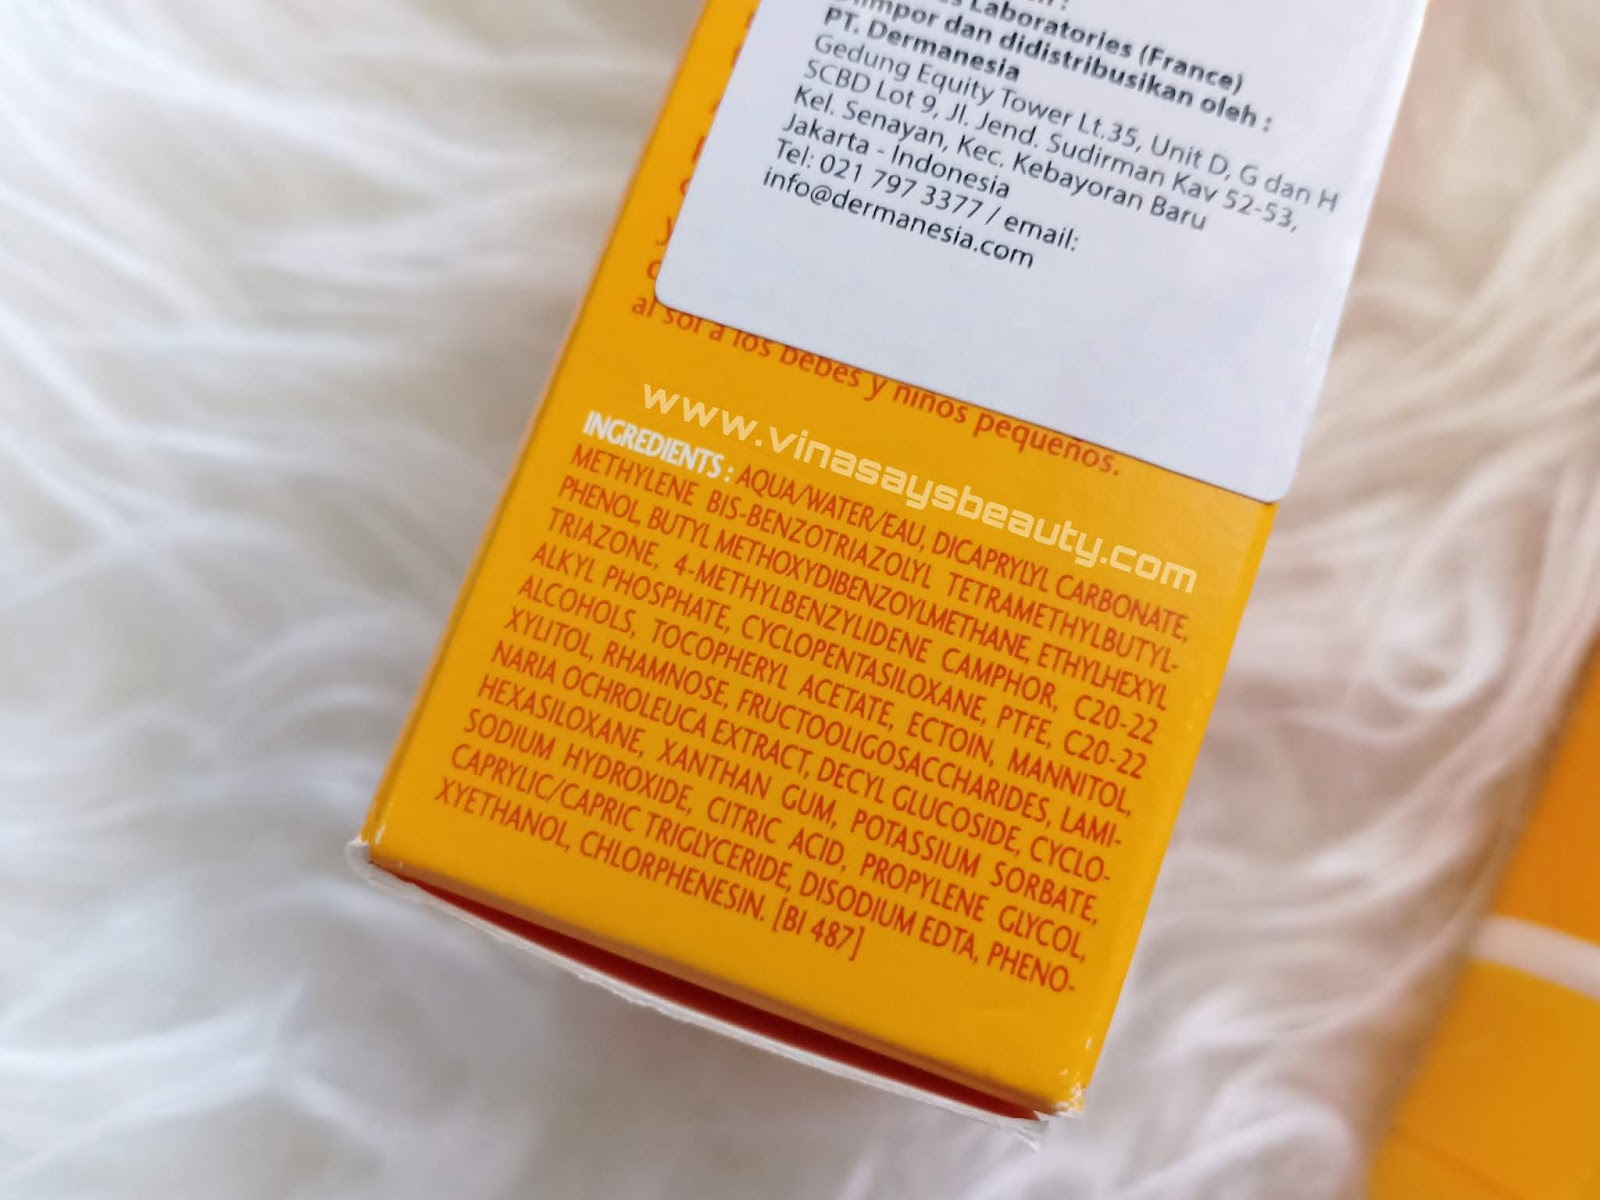 Laboratories (France)
Diimpor dan didistribusikan oleh :
PT. Dermanesia
Gedung Equity Tower Lt.35, Unit D, G dan H
SCBD Lot 9, Jl. Jend. Sudirman Kav 52-53,
Kel. Senayan, Kec. Kebayoran Baru
Jakarta - Indonesia
Tel: 021 797 3377 / email:
info@dermanesia.com
al sol a los bebés y niños pequeños.
www.vinasaysbeauty.com
INGREDIENTS : AQUA/WATER/EAU, DICAPRYLYL CARBONATE,
METHYLENE BIS-BENZOTRIAZOLYL TETRAMETHYLBUTYL-
PHENOL, BUTYL METHOXYDIBENZOYLMETHANE, ETHYLHEXYL
TRIAZONE, 4-METHYLBENZYLIDENE CAMPHOR, C20-22
ALKYL PHOSPHATE, CYCLOPENTASILOXANE, PTFE, C20-22
ALCOHOLS, TOCOPHERYL ACETATE, ECTOIN, MANNITOL,
XYLITOL, RHAMNOSE, FRUCTOOLIGOSACCHARIDES, LAMI-
NARIA OCHROLEUCA EXTRACT, DECYL GLUCOSIDE, CYCLO-
HEXASILOXANE, XANTHAN GUM, POTASSIUM SORBATE,
SODIUM HYDROXIDE, CITRIC ACID, PROPYLENE GLYCOL,
CAPRYLIC/CAPRIC TRIGLYCERIDE, DISODIUM EDTA, PHENO-
XYETHANOL, CHLORPHENESIN. [BI 487]